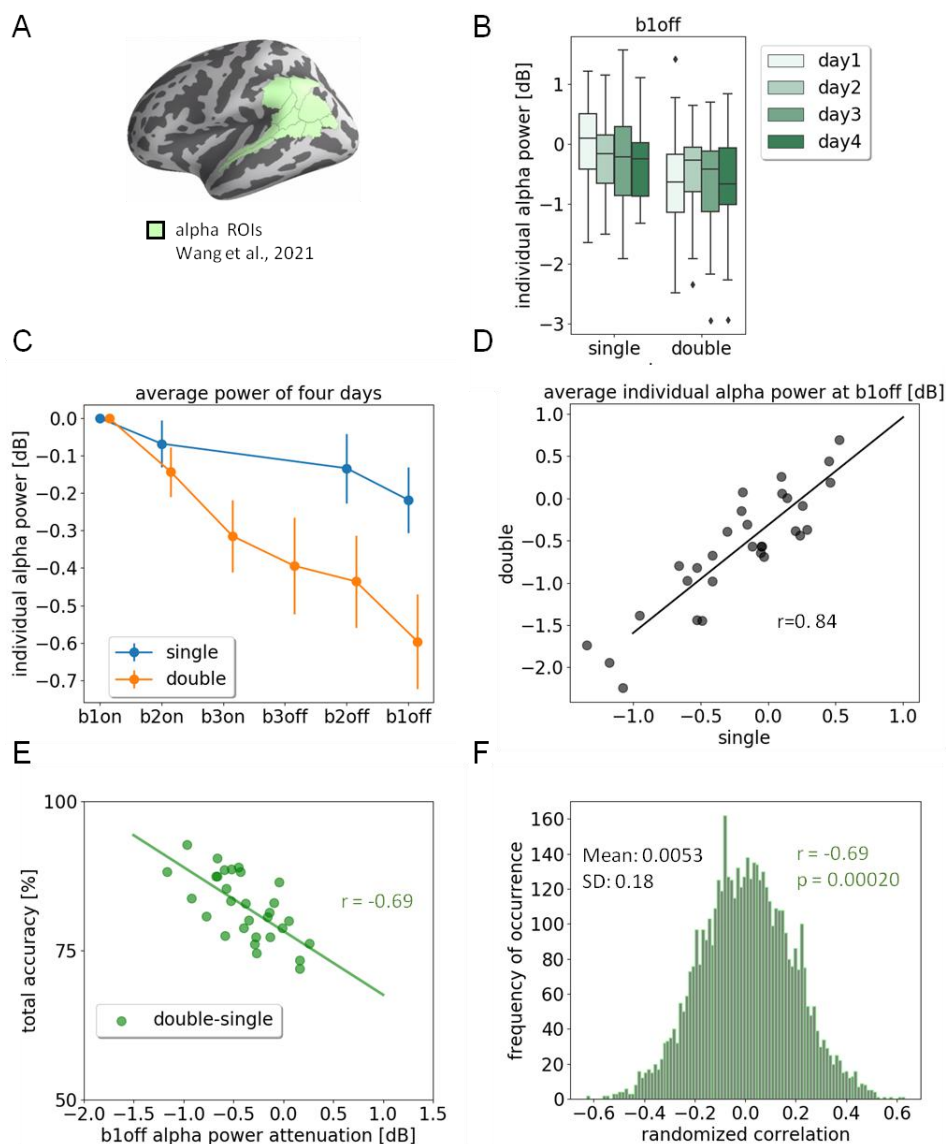 A
alpha ROIs
Wang et al., 2021
B
b1off
individual alpha power [dB]
1
0
−1
−2
−3
single
double
day1
day2
day3
day4
C
average power of four days
individual alpha power [dB]
0.0
−0.1
−0.2
−0.3
−0.4
−0.5
−0.6
−0.7
single
double
b1on
b2on
b3on
b3off
b2off
b1off
D
average individual alpha power at b1off [dB]
double
1.0
0.5
0.0
−0.5
−1.0
−1.5
−2.0
r=0. 84
−1.0
−0.5
0.0
0.5
1.0
single
E
total accuracy [%]
100
75
50
r = -0.69
double-single
−2.0
−1.5
−1.0
−0.5
0.0
0.5
1.0
1.5
b1off alpha power attenuation [dB]
F
frequency of occurrence
160
140
120
100
80
60
40
20
0
Mean: 0.0053
SD: 0.18
r = -0.69
p = 0.00020
−0.6
−0.4
−0.2
0.0
0.2
0.4
0.6
randomized correlation